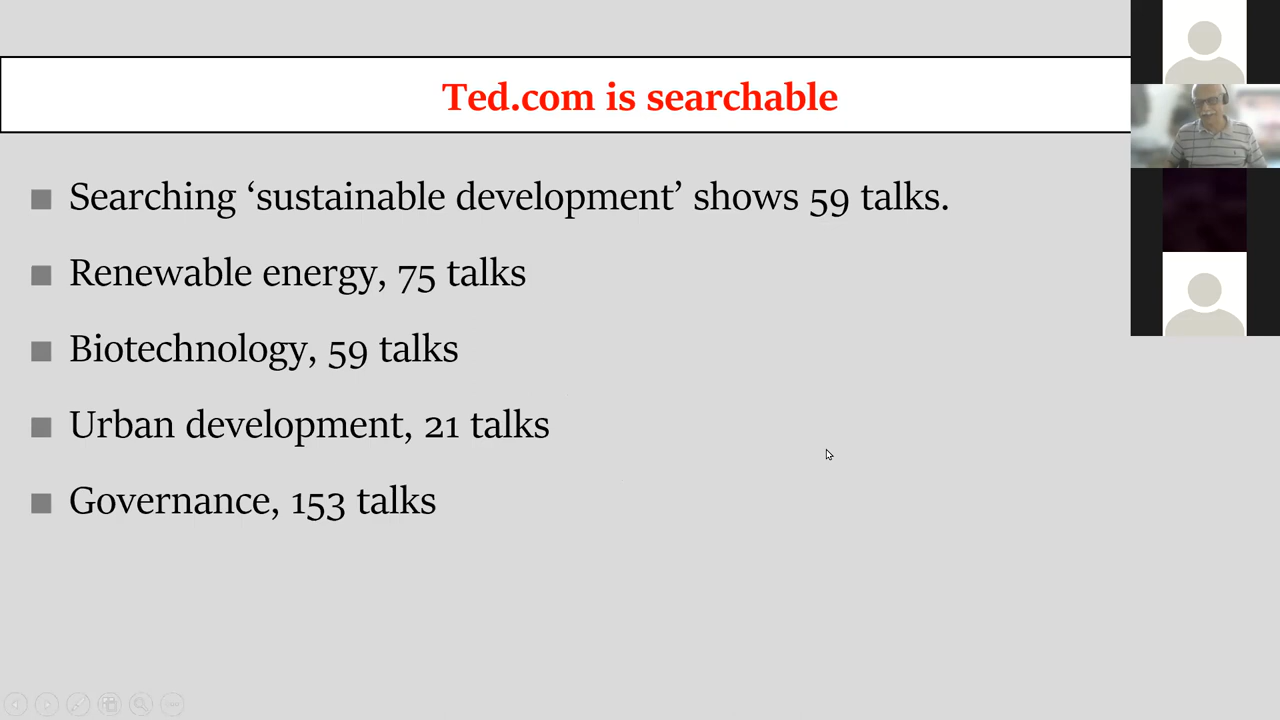 Ted.com is searchable
Searching ‘sustainable development’ shows 59 talks.
Renewable energy, 75 talks
Biotechnology, 59 talks
Urban development, 21 talks
Governance, 153 talks